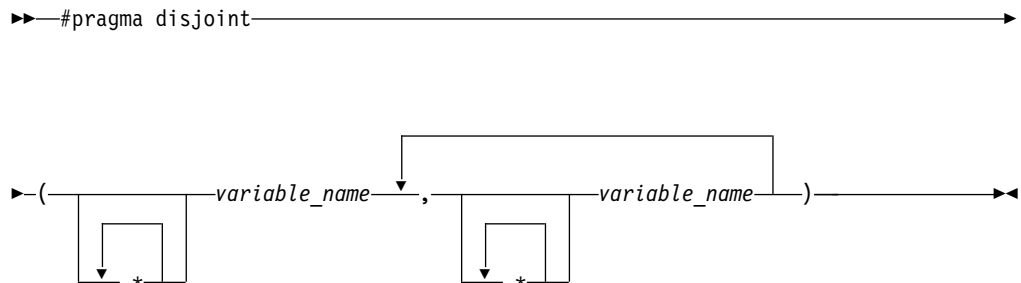 #pragma disjoint
( variable_name , variable_name )
* *